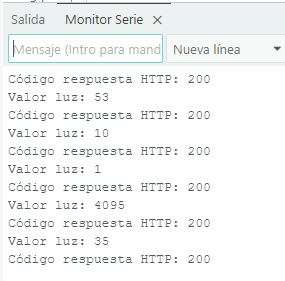 Salida Monitor Serie ×
Mensaje (Intro para mand Nueva línea
Código respuesta HTTP: 200
Valor luz: 53
Código respuesta HTTP: 200
Valor luz: 10
Código respuesta HTTP: 200
Valor luz: 1
Código respuesta HTTP: 200
Valor luz: 4095
Código respuesta HTTP: 200
Valor luz: 35
Código respuesta HTTP: 200